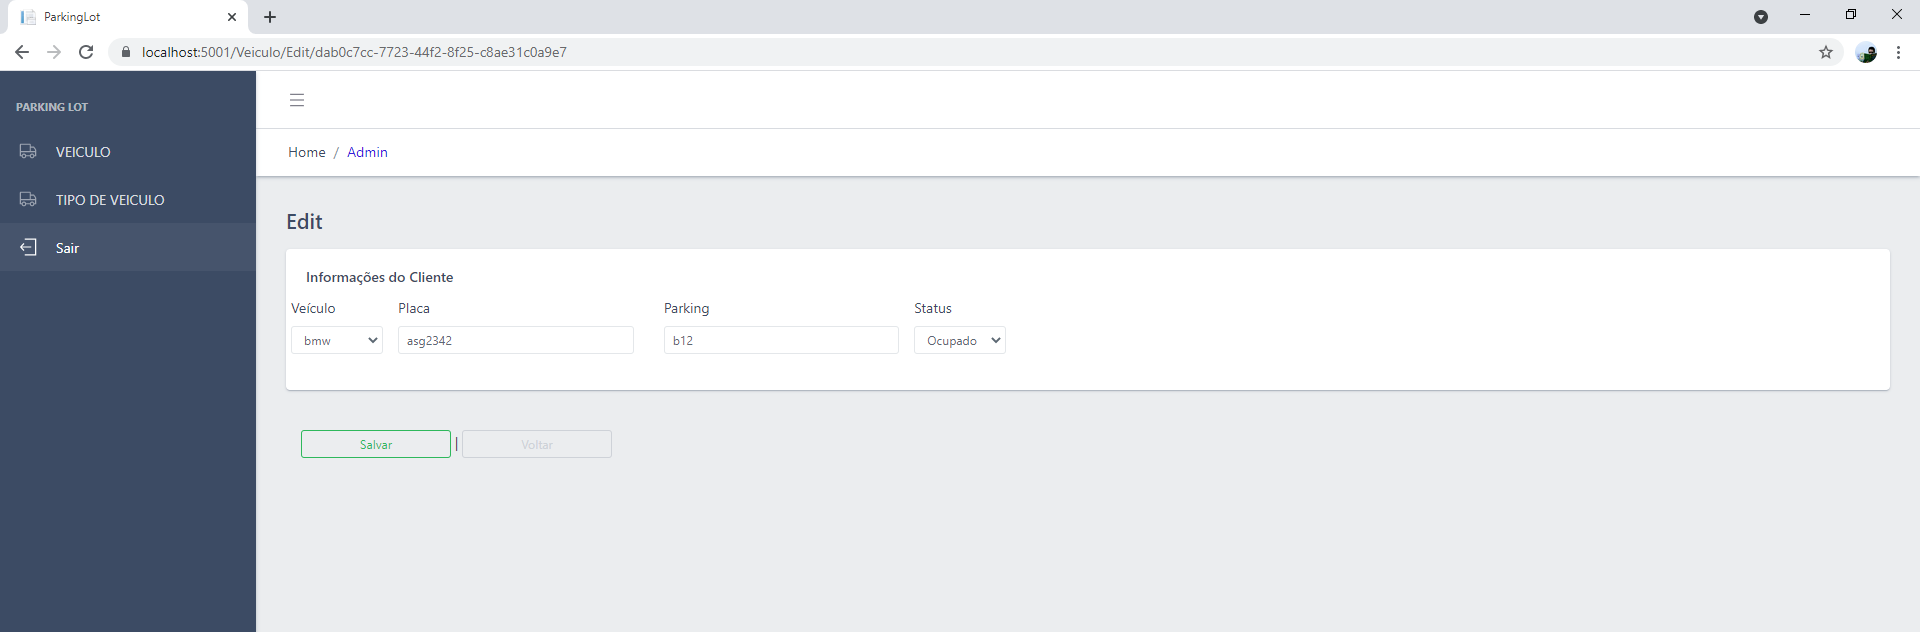 ParkingLot
localhost:5001/Veiculo/Edit/dab0c7cc-7723-44f2-8f25-c8ae31c0a9e7
PARKING LOT
VEICULO
TIPO DE VEICULO
Sair
Home / Admin
Edit
Informações do Cliente
Veículo Placa Parking Status
bmw asg2342 b12 Ocupado
Salvar | Voltar